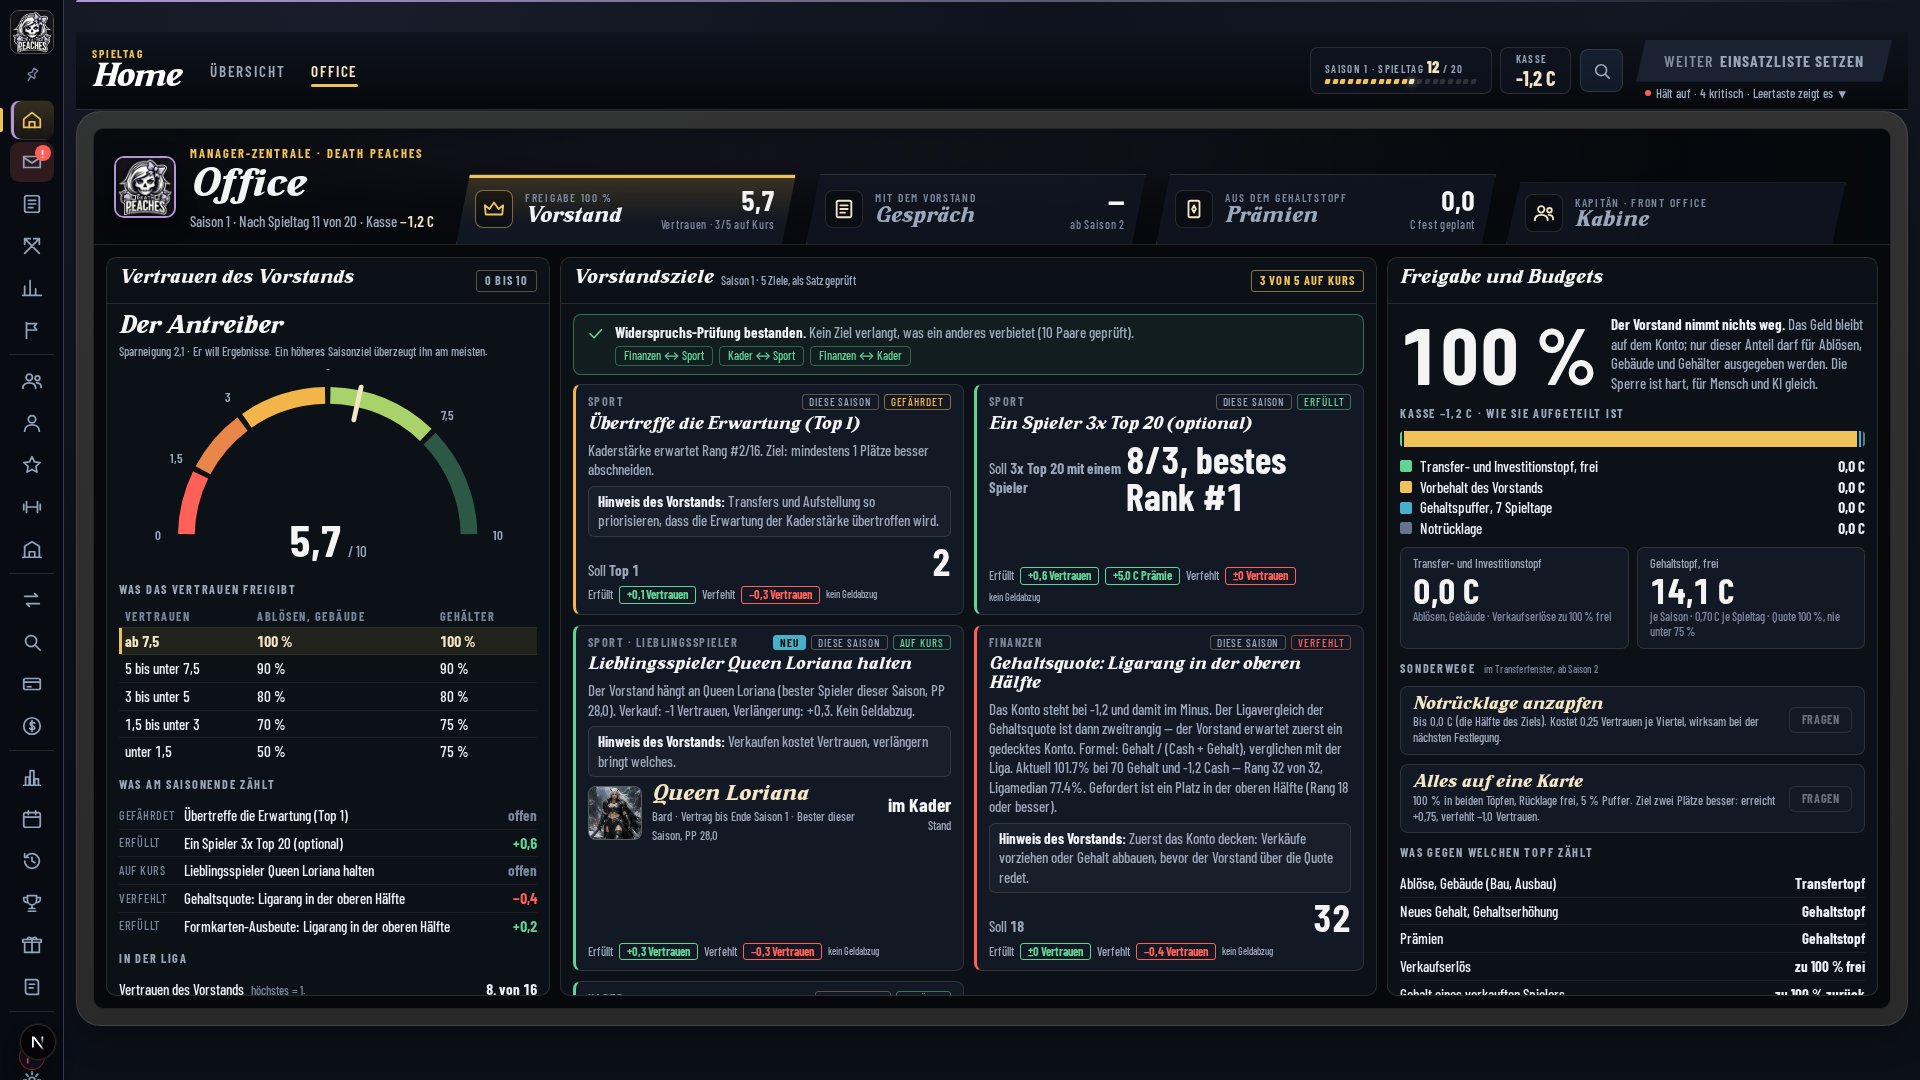 SPIELTAG
Home
ÜBERSICHT
OFFICE
SAISON 1 · SPIELTAG 12 / 20
KASSE
-1,2 C
WEITER EINSATZLISTE SETZEN
Hält auf · 4 kritisch · Leertaste zeigt es ▼
PEACHES
MANAGER-ZENTRALE · DEATH PEACHES
Office
Saison 1 · Nach Spieltag 11 von 20 · Kasse −1,2 C
FREIGABE 100 %
Vorstand
5,7
Vertrauen · 3/5 auf Kurs
MIT DEM VORSTAND
Gespräch
–
ab Saison 2
AUS DEM GEHALTSTOPF
Prämien
0,0
C fest geplant
KAPITÄN · FRONT OFFICE
Kabine
Vertrauen des Vorstands
0 BIS 10
Der Antreiber
Sparneigung 2,1 · Er will Ergebnisse. Ein höheres Saisonziel überzeugt ihn am meisten.
0
1,5
3
7,5
10
5,7 / 10
WAS DAS VERTRAUEN FREIGIBT
VERTRAUEN ABLÖSEN, GEBÄUDE GEHÄLTER
ab 7,5 100 % 100 %
5 bis unter 7,5 90 % 90 %
3 bis unter 5 80 % 80 %
1,5 bis unter 3 70 % 75 %
unter 1,5 50 % 75 %
WAS AM SAISONENDE ZÄHLT
GEFÄHRDET Übertreffe die Erwartung (Top 1) offen
ERFÜLLT Ein Spieler 3x Top 20 (optional) +0,6
AUF KURS Lieblingsspieler Queen Loriana halten offen
VERFEHLT Gehaltsquote: Ligarang in der oberen Hälfte −0,4
ERFÜLLT Formkarten-Ausbeute: Ligarang in der oberen Hälfte +0,2
IN DER LIGA
Vertrauen des Vorstands höchstes = 1. 8. von 16
Vorstandsziele Saison 1 · 5 Ziele, als Satz geprüft
3 VON 5 AUF KURS
Widerspruchs-Prüfung bestanden. Kein Ziel verlangt, was ein anderes verbietet (10 Paare geprüft).
Finanzen ↔ Sport
Kader ↔ Sport
Finanzen ↔ Kader
SPORT DIESE SAISON GEFÄHRDET
Übertreffe die Erwartung (Top 1)
Kaderstärke erwartet Rang #2/16. Ziel: mindestens 1 Plätze besser
abschneiden.
Hinweis des Vorstands: Transfers und Aufstellung so
priorisieren, dass die Erwartung der Kaderstärke übertroffen wird.
Soll Top 1
2
Erfüllt +0,1 Vertrauen Verfehlt −0,3 Vertrauen kein Geldabzug
SPORT DIESE SAISON ERFÜLLT
Ein Spieler 3x Top 20 (optional)
Soll 3x Top 20 mit einem
Spieler
8/3, bestes
Rank #1
Erfüllt +0,6 Vertrauen +5,0 C Prämie Verfehlt ±0 Vertrauen
kein Geldabzug
SPORT · LIEBLINGSSPIELER NEU DIESE SAISON AUF KURS
Lieblingsspieler Queen Loriana halten
Der Vorstand hängt an Queen Loriana (bester Spieler dieser Saison, PP
28,0). Verkauf: -1 Vertrauen, Verlängerung: +0,3. Kein Geldabzug.
Hinweis des Vorstands: Verkaufen kostet Vertrauen, verlängern
bringt welches.
Queen Loriana
Bard · Vertrag bis Ende Saison 1 · Bester dieser
Saison, PP 28,0
im Kader
Stand
Erfüllt +0,3 Vertrauen Verfehlt −0,3 Vertrauen kein Geldabzug
FINANZEN DIESE SAISON VERFEHLT
Gehaltsquote: Ligarang in der oberen
Hälfte
Das Konto steht bei -1,2 und damit im Minus. Der Ligavergleich der
Gehaltsquote ist dann zweitrangig — der Vorstand erwartet zuerst ein
gedecktes Konto. Formel: Gehalt / (Cash + Gehalt), verglichen mit der
Liga. Aktuell 101.7% bei 70 Gehalt und -1,2 Cash — Rang 32 von 32,
Ligamedian 77.4%. Gefordert ist ein Platz in der oberen Hälfte (Rang 18
oder besser).
Hinweis des Vorstands: Zuerst das Konto decken: Verkäufe
vorziehen oder Gehalt abbauen, bevor der Vorstand über die Quote
redet.
Soll 18
32
Erfüllt ±0 Vertrauen Verfehlt −0,4 Vertrauen kein Geldabzug
Freigabe und Budgets
100 %
Der Vorstand nimmt nichts weg. Das Geld bleibt
auf dem Konto; nur dieser Anteil darf für Ablösen,
Gebäude und Gehälter ausgegeben werden. Die
Sperre ist hart, für Mensch und KI gleich.
KASSE −1,2 C · WIE SIE AUFGETEILT IST
Transfer- und Investitionstopf, frei 0,0 C
Vorbehalt des Vorstands 0,0 C
Gehaltspuffer, 7 Spieltage 0,0 C
Notrücklage 0,0 C
Transfer- und Investitionstopf
0,0 C
Ablösen, Gebäude · Verkaufserlöse zu 100 % frei
Gehaltstopf, frei
14,1 C
je Saison · 0,70 C je Spieltag · Quote 100 %, nie
unter 75 %
SONDERWEGE im Transferfenster, ab Saison 2
Notrücklage anzapfen
Bis 0,0 C (die Hälfte des Ziels). Kostet 0,25 Vertrauen je Viertel, wirksam bei der
nächsten Festlegung.
FRAGEN
Alles auf eine Karte
100 % in beiden Töpfen, Rücklage frei, 5 % Puffer. Ziel zwei Plätze besser: erreicht
+0,75, verfehlt −1,0 Vertrauen.
FRAGEN
WAS GEGEN WELCHEN TOPF ZÄHLT
Ablöse, Gebäude (Bau, Ausbau) Transfertopf
Neues Gehalt, Gehaltserhöhung Gehaltstopf
Prämien Gehaltstopf
Verkaufserlös zu 100 % frei
Gehalt eines verkauften Spielers zu 100 % zurück